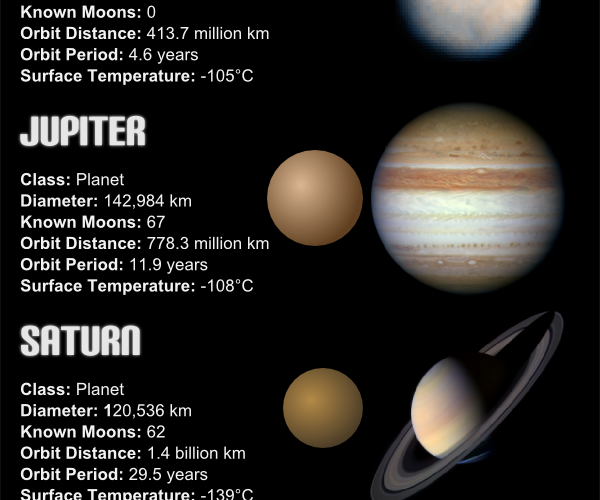 Known Moons: 0
Orbit Distance: 413.7 million km
Orbit Period: 4.6 years
Surface Temperature: -105°C
JUPITER
Class: Planet
Diameter: 142,984 km
Known Moons: 67
Orbit Distance: 778.3 million km
Orbit Period: 11.9 years
Surface Temperature: -108°C
SATURN
Class: Planet
Diameter: 120,536 km
Known Moons: 62
Orbit Distance: 1.4 billion km
Orbit Period: 29.5 years
Surface Temperature: -139°C